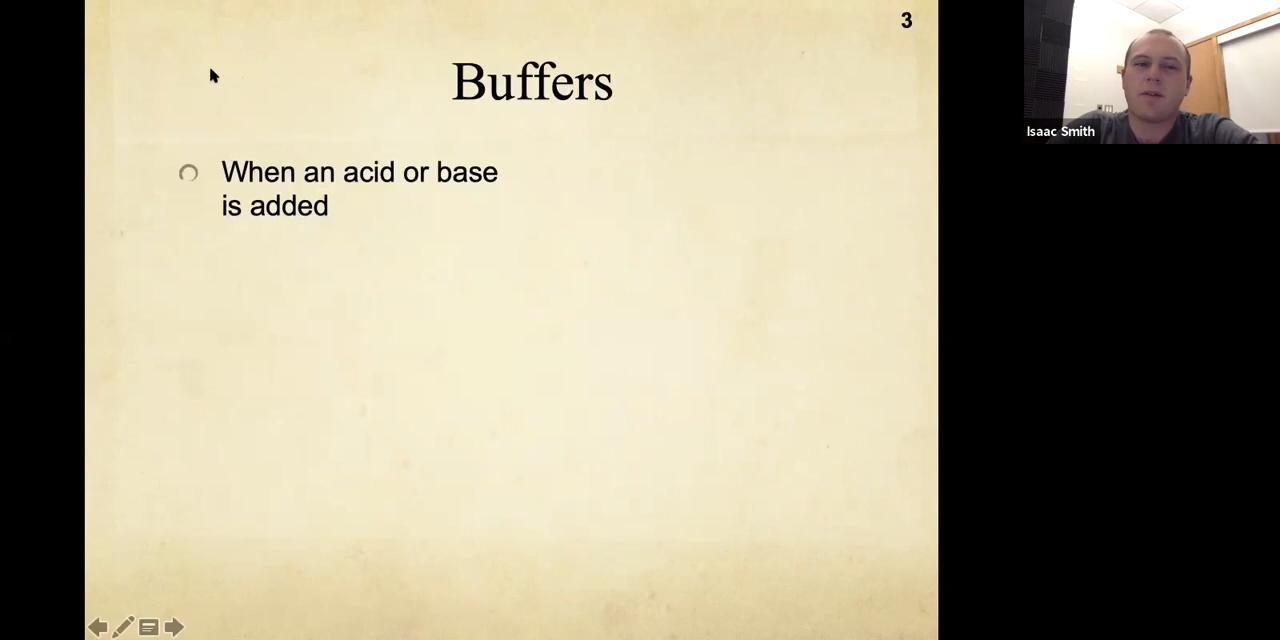 3
Buffers
When an acid or base
is added
Isaac Smith